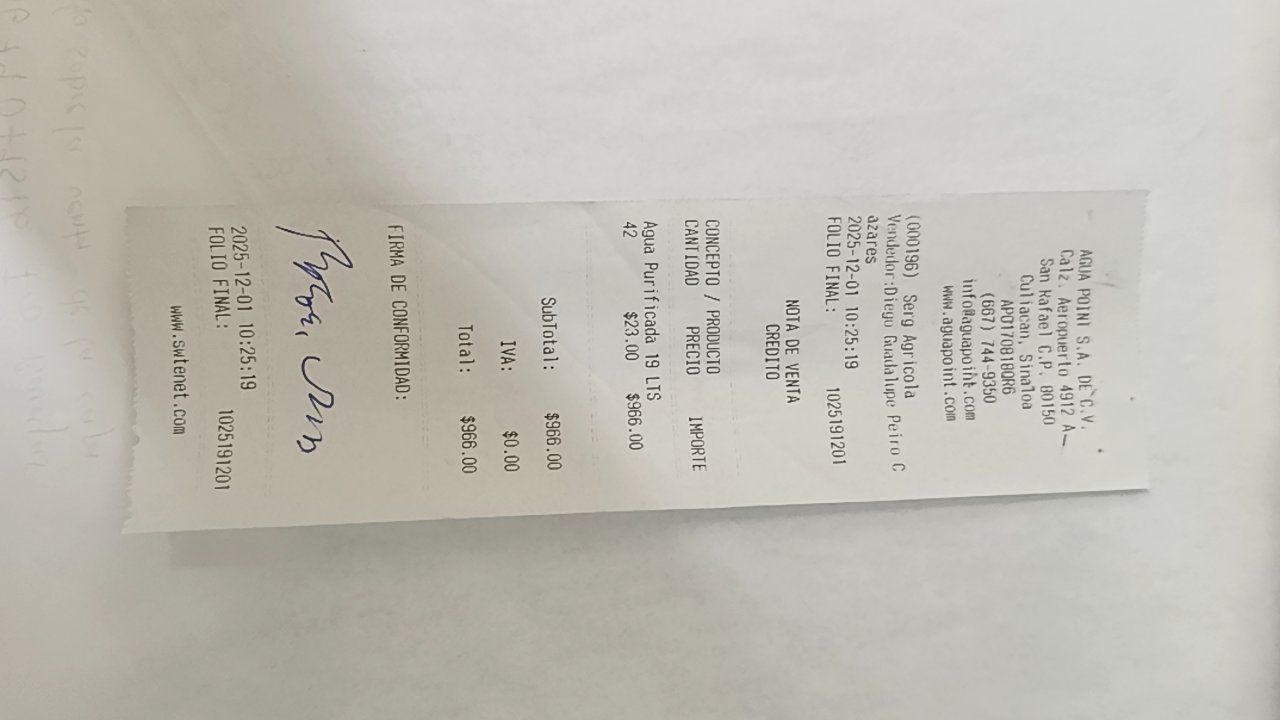 AGUA POINT S.A. DE C.V.
Calz. Aeropuerto 4912 A-
San Rafael C.P. 80150
Culiacan, Sinaloa
APO170818QR6
(667) 744-9350
info@aguapoint.com
www.aguapoint.com
(000196) Serg Agricola
Vendedor:Diego Guadalupe Peiro C
azares
2025-12-01 10:25:19
FOLIO FINAL: 1025191201
NOTA DE VENTA
CREDITO
CONCEPTO / PRODUCTO
CANTIDAD PRECIO IMPORTE
Agua Purificada 19 LTS
42 $23.00 $966.00
SubTotal: $966.00
IVA: $0.00
Total: $966.00
FIRMA DE CONFORMIDAD:
2025-12-01 10:25:19
FOLIO FINAL: 1025191201
www.swtenet.com